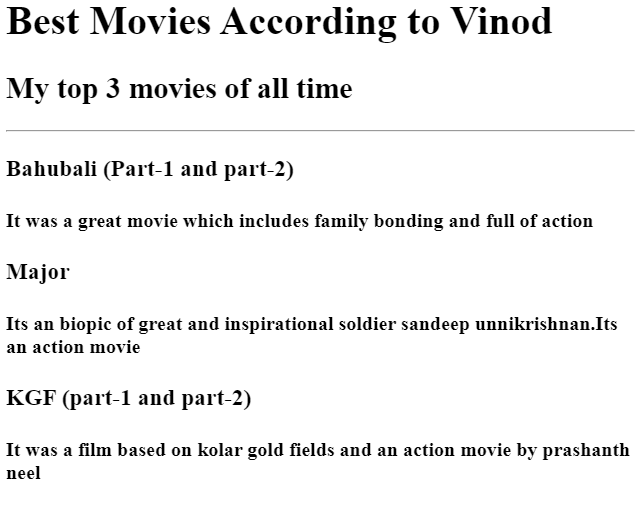 Best Movies According to Vinod
My top 3 movies of all time
Bahubali (Part-1 and part-2)
It was a great movie which includes family bonding and full of action
Major
Its an biopic of great and inspirational soldier sandeep unnikrishnan.Its
an action movie
KGF (part-1 and part-2)
It was a film based on kolar gold fields and an action movie by prashanth
neel